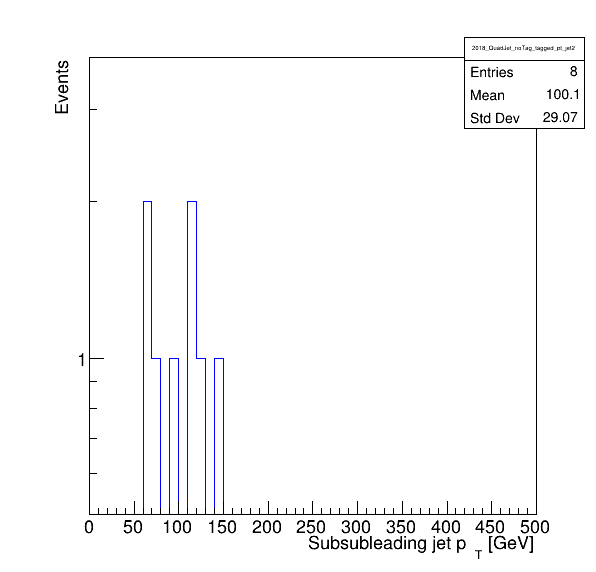 2018_QuadJet_noTag_tagged_pt_jet2
Entries 8
Mean 100.1
Std Dev 29.07
Events
1
0 50 100 150 200 250 300 350 400 450 500
Subsubleading jet p T [GeV]